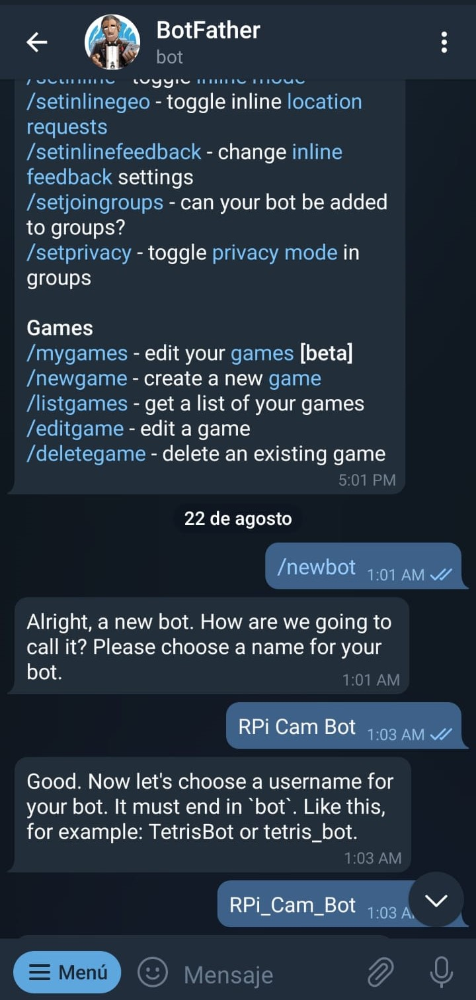 BotFather
bot
/setinline - toggle inline mode
/setinlinegeo - toggle inline location
requests
/setinlinefeedback - change inline
feedback settings
/setjoingroups - can your bot be added
to groups?
/setprivacy - toggle privacy mode in
groups
Games
/mygames - edit your games [beta]
/newgame - create a new game
/listgames - get a list of your games
/editgame - edit a game
/deletegame - delete an existing game
5:01 PM
22 de agosto
/newbot 1:01 AM
Alright, a new bot. How are we going to
call it? Please choose a name for your
bot.
1:01 AM
RPi Cam Bot 1:03 AM
Good. Now let's choose a username for
your bot. It must end in `bot`. Like this,
for example: TetrisBot or tetris_bot.
1:03 AM
RPi_Cam_Bot 1:03 A
Menú
Mensaje